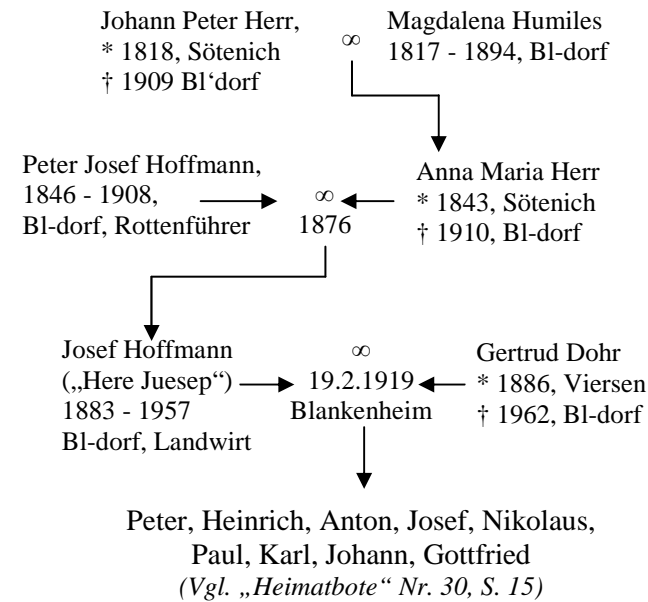 Johann Peter Herr,
* 1818, Sötenich
† 1909 Bl‘dorf
∞
Magdalena Humiles
1817 - 1894, Bl-dorf
Peter Josef Hoffmann,
1846 - 1908,
Bl-dorf, Rottenführer
∞
1876
Anna Maria Herr
* 1843, Sötenich
† 1910, Bl-dorf
Josef Hoffmann
(„Here Juesep“)
1883 - 1957
Bl-dorf, Landwirt
∞
19.2.1919
Blankenheim
Gertrud Dohr
* 1886, Viersen
† 1962, Bl-dorf
Peter, Heinrich, Anton, Josef, Nikolaus,
Paul, Karl, Johann, Gottfried
(Vgl. „Heimatbote“ Nr. 30, S. 15)